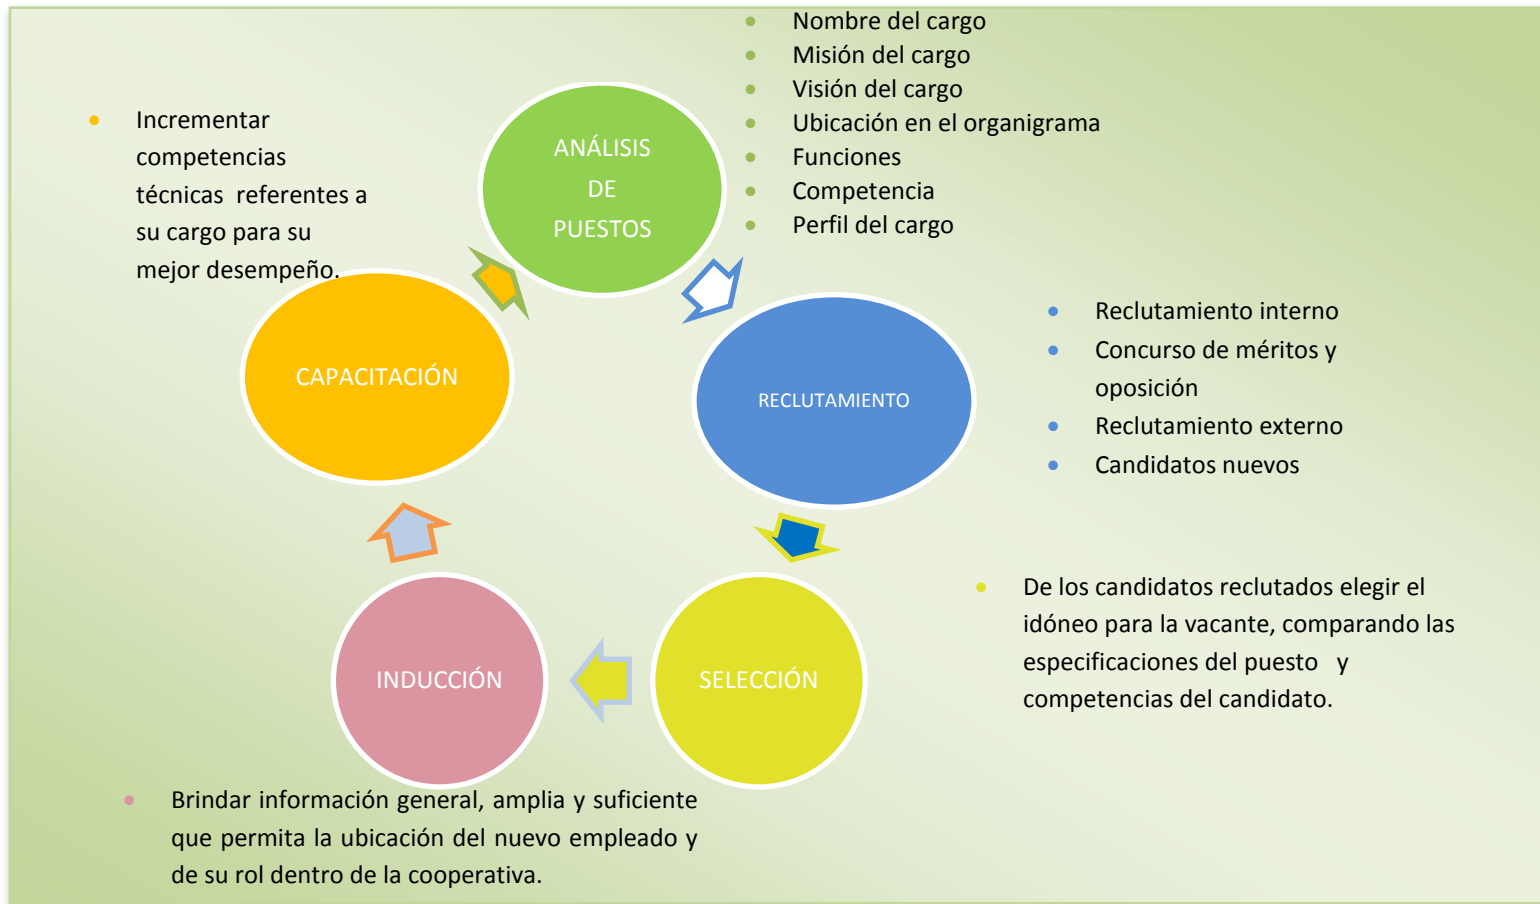 ANÁLISIS
DE
PUESTOS
Nombre del cargo
Misión del cargo
Visión del cargo
Ubicación en el organigrama
Funciones
Competencia
Perfil del cargo
RECLUTAMIENTO
Reclutamiento interno
Concurso de méritos y
oposición
Reclutamiento externo
Candidatos nuevos
SELECCIÓN
De los candidatos reclutados elegir el
idóneo para la vacante, comparando las
especificaciones del puesto y
competencias del candidato.
INDUCCIÓN
Brindar información general, amplia y suficiente
que permita la ubicación del nuevo empleado y
de su rol dentro de la cooperativa.
CAPACITACIÓN
Incrementar
competencias
técnicas referentes a
su cargo para su
mejor desempeño.